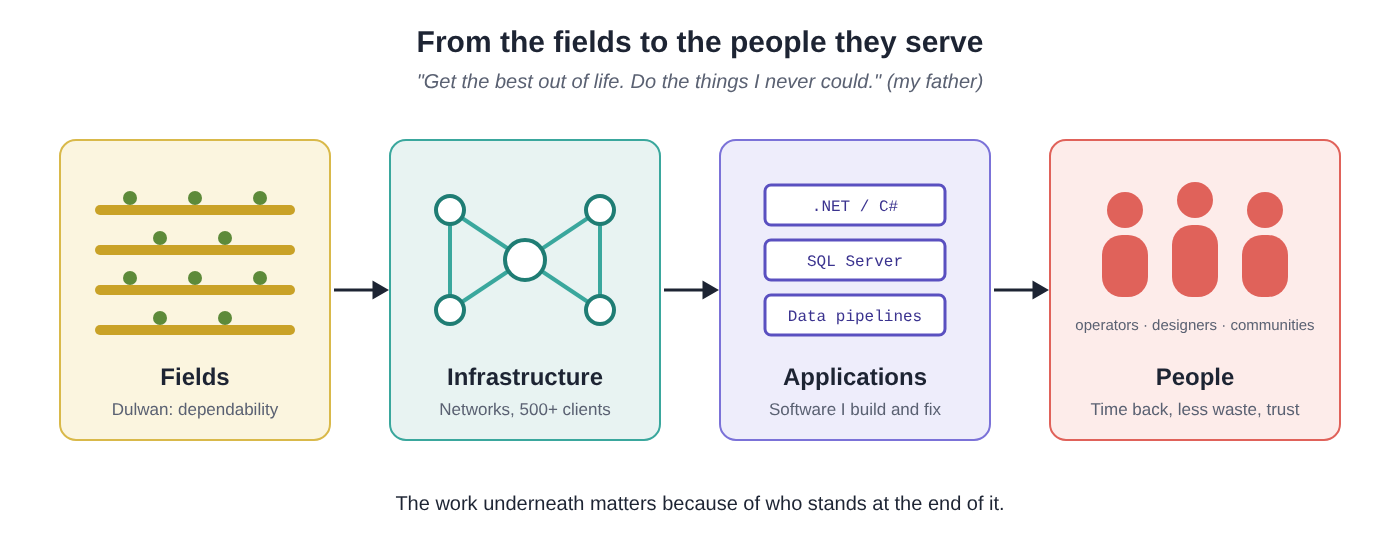 From the fields to the people they serve
"Get the best out of life. Do the things I never could." (my father)
.NET / C#
SQL Server
Data pipelines
operators · designers · communities
Fields
Infrastructure
Applications
People
Dulwan: dependability
Networks, 500+ clients
Software I build and fix
Time back, less waste, trust
The work underneath matters because of who stands at the end of it.